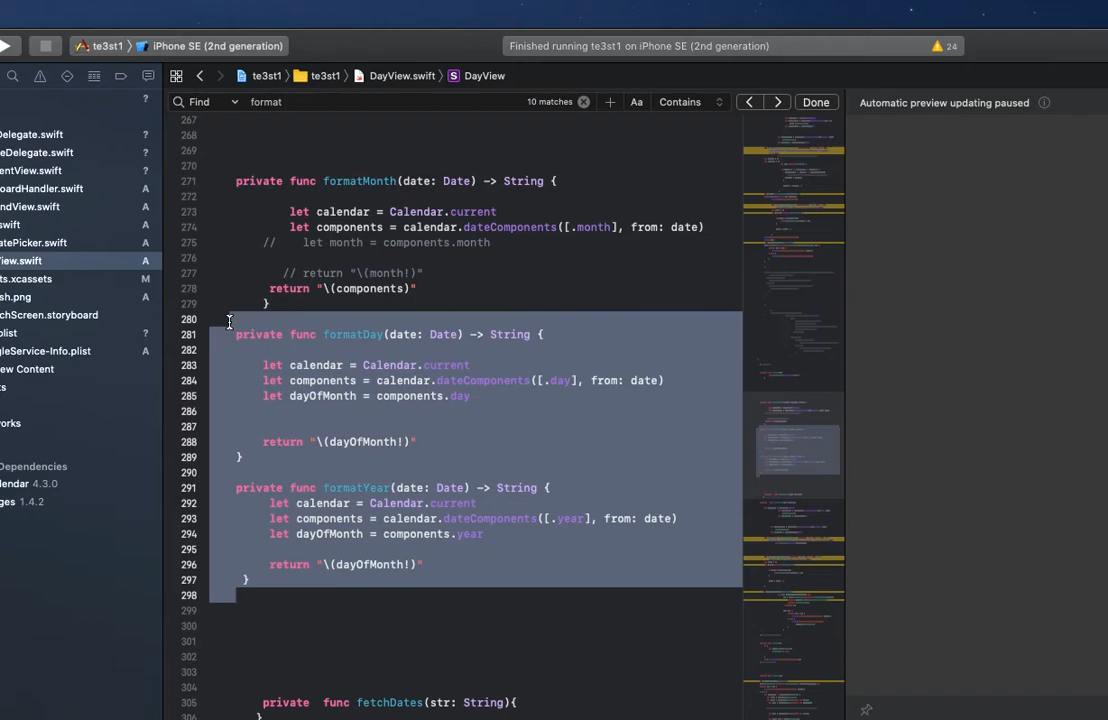 te3st1 iPhone SE (2nd generation) Finished running te3st1 on iPhone SE (2nd generation) 24
te3st1 te3st1 DayView.swift S DayView
Find format 10 matches Aa Contains Done
Automatic preview updating paused
?
Delegate.swift ?
eDelegate.swift ?
entView.swift ?
oardHandler.swift A
ndView.swift A
swift A
atePicker.swift A
iew.swift A
ts.xcassets M
sh.png A
chScreen.storyboard
plist ?
gleService-Info.plist A
ew Content
ts
works
Dependencies
lendar 4.3.0
ges 1.4.2
267
268
269
270
271 private func formatMonth(date: Date) -> String {
272
273 let calendar = Calendar.current
274 let components = calendar.dateComponents([.month], from: date)
275 // let month = components.month
276
277 // return "\(month!)"
278 return "\(components)"
279 }
280
281 private func formatDay(date: Date) -> String {
282
283 let calendar = Calendar.current
284 let components = calendar.dateComponents([.day], from: date)
285 let dayOfMonth = components.day
286
287
288 return "\(dayOfMonth!)"
289 }
290
291 private func formatYear(date: Date) -> String {
292 let calendar = Calendar.current
293 let components = calendar.dateComponents([.year], from: date)
294 let dayOfMonth = components.year
295
296 return "\(dayOfMonth!)"
297 }
298
299
300
301
302
303
304
305 private func fetchDates(str: String){
306 }